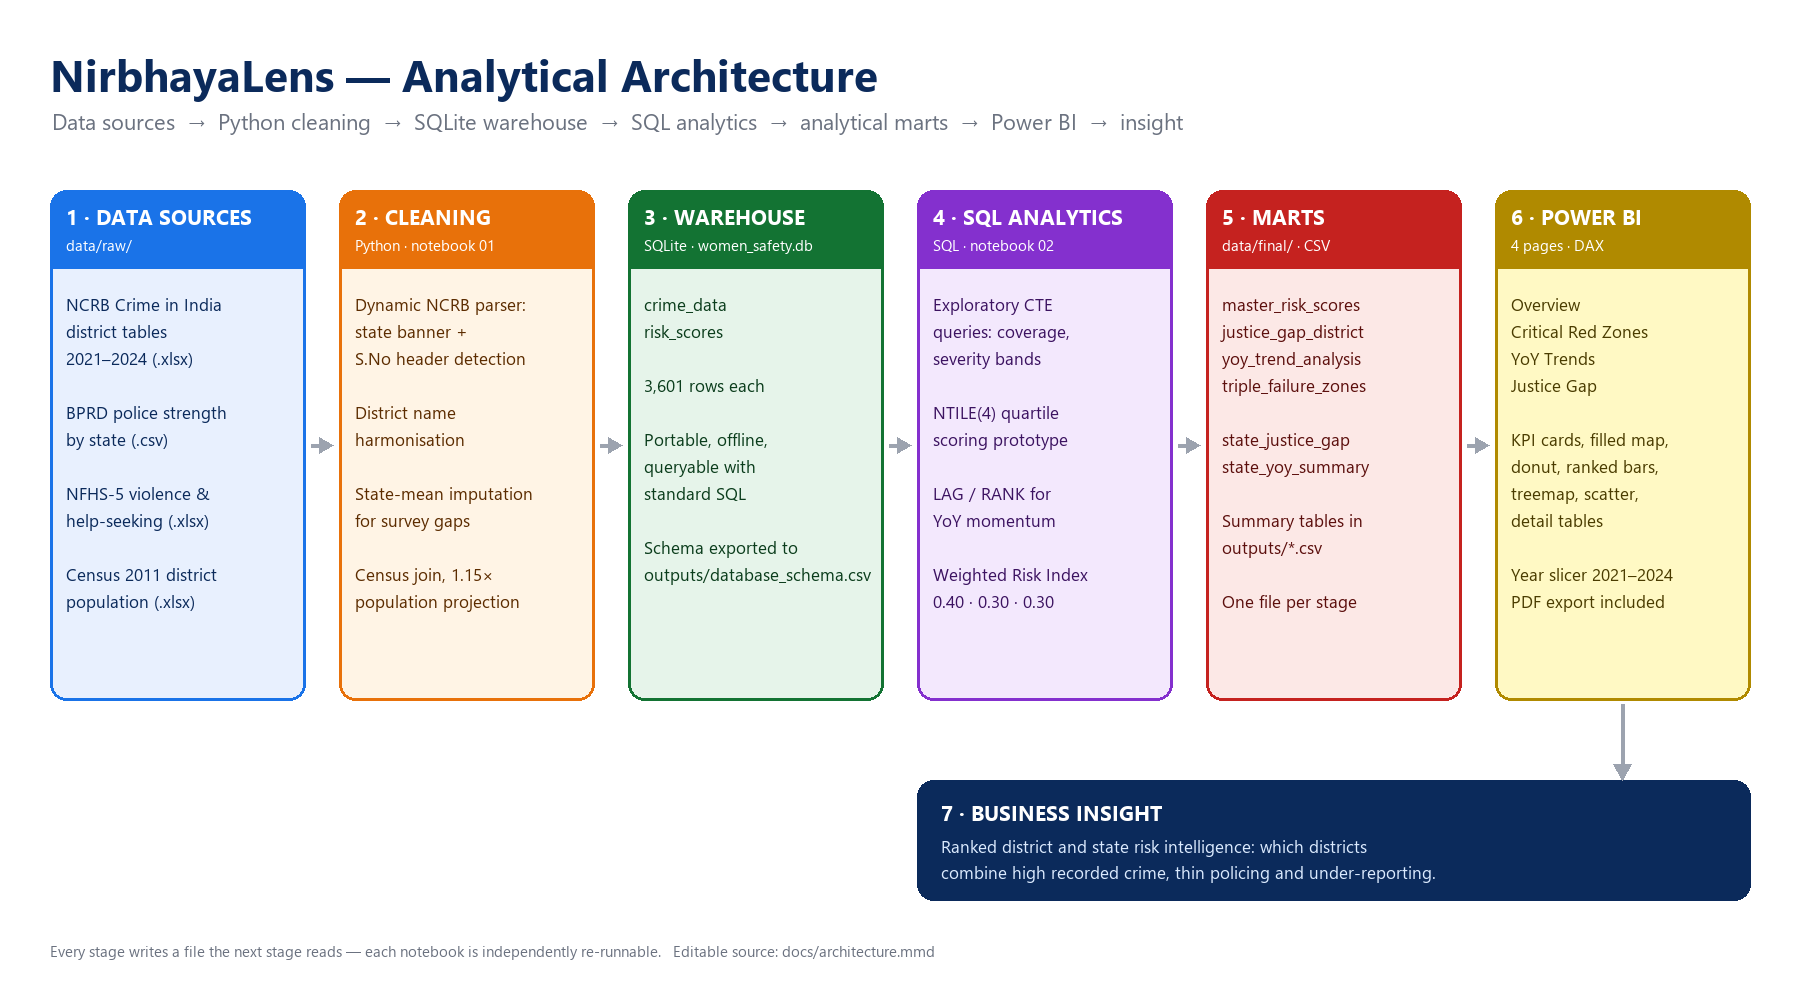 NirbhayaLens — Analytical Architecture
Data sources → Python cleaning → SQLite warehouse → SQL analytics → analytical marts → Power BI → insight
1 · DATA SOURCES
data/raw/
NCRB Crime in India
district tables
2021–2024 (.xlsx)
BPRD police strength
by state (.csv)
NFHS-5 violence &
help-seeking (.xlsx)
Census 2011 district
population (.xlsx)
2 · CLEANING
Python · notebook 01
Dynamic NCRB parser:
state banner +
S.No header detection
District name
harmonisation
State-mean imputation
for survey gaps
Census join, 1.15×
population projection
3 · WAREHOUSE
SQLite · women_safety.db
crime_data
risk_scores
3,601 rows each
Portable, offline,
queryable with
standard SQL
Schema exported to
outputs/database_schema.csv
4 · SQL ANALYTICS
SQL · notebook 02
Exploratory CTE
queries: coverage,
severity bands
NTILE(4) quartile
scoring prototype
LAG / RANK for
YoY momentum
Weighted Risk Index
0.40 · 0.30 · 0.30
5 · MARTS
data/final/ · CSV
master_risk_scores
justice_gap_district
yoy_trend_analysis
triple_failure_zones
state_justice_gap
state_yoy_summary
Summary tables in
outputs/*.csv
One file per stage
6 · POWER BI
4 pages · DAX
Overview
Critical Red Zones
YoY Trends
Justice Gap
KPI cards, filled map,
donut, ranked bars,
treemap, scatter,
detail tables
Year slicer 2021–2024
PDF export included
7 · BUSINESS INSIGHT
Ranked district and state risk intelligence: which districts
combine high recorded crime, thin policing and under-reporting.
Every stage writes a file the next stage reads — each notebook is independently re-runnable. Editable source: docs/architecture.mmd